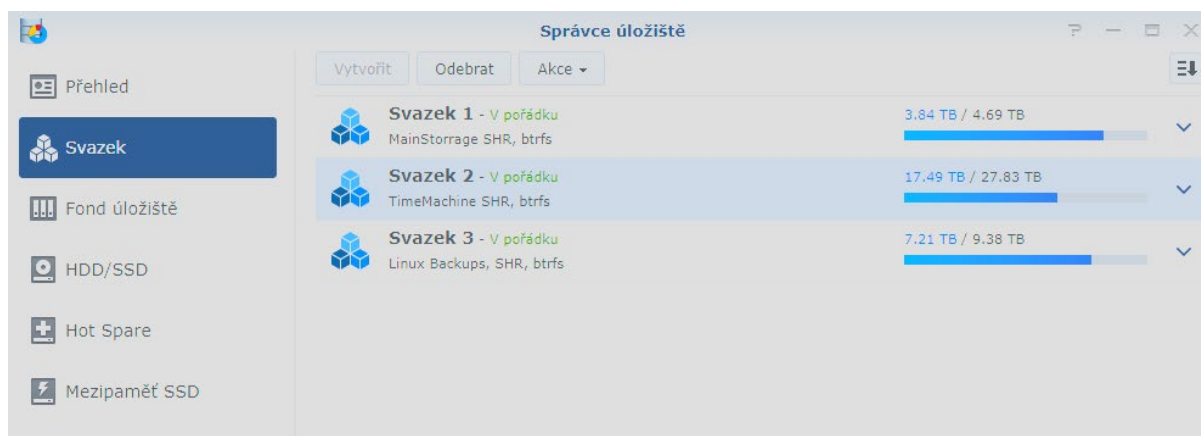 Správce úložiště
Přehled
Svazek
Fond úložiště
HDD/SSD
Hot Spare
Mezipaměť SSD
Vytvořit Odebrat Akce
Svazek 1 - V pořádku 3.84 TB / 4.69 TB
MainStorrage SHR, btrfs
Svazek 2 - V pořádku 17.49 TB / 27.83 TB
TimeMachine SHR, btrfs
Svazek 3 - V pořádku 7.21 TB / 9.38 TB
Linux Backups, SHR, btrfs